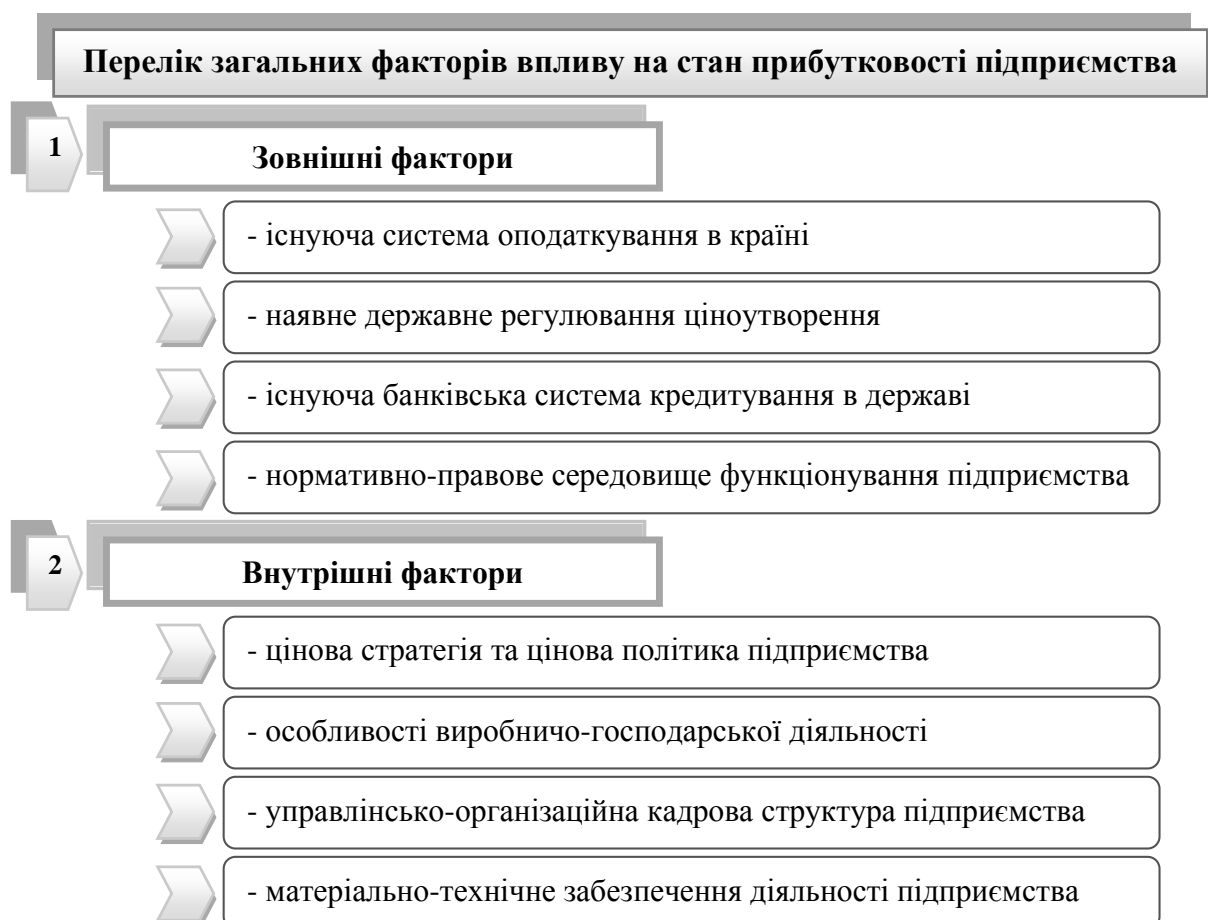 Перелік загальних факторів впливу на стан прибутковості підприємства
1
Зовнішні фактори
- існуюча система оподаткування в країні
- наявне державне регулювання ціноутворення
- існуюча банківська система кредитування в державі
- нормативно-правове середовище функціонування підприємства
2
Внутрішні фактори
- цінова стратегія та цінова політика підприємства
- особливості виробничо-господарської діяльності
- управлінсько-організаційна кадрова структура підприємства
- матеріально-технічне забезпечення діяльності підприємства